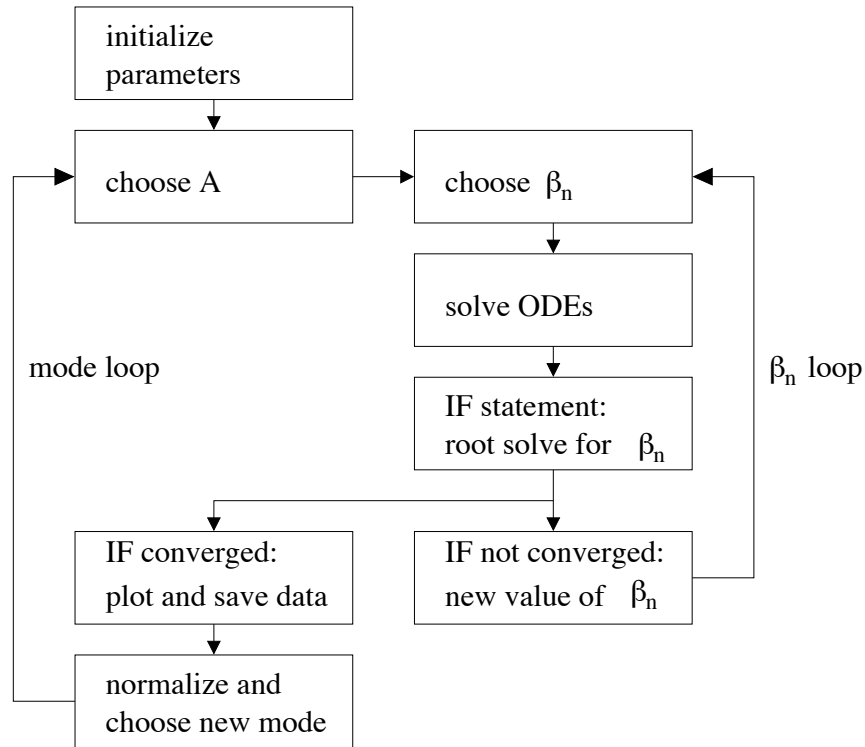 initialize
parameters
choose A
choose βn
solve ODEs
mode loop
βn loop
IF statement:
root solve for βn
IF converged:
plot and save data
IF not converged:
new value of βn
normalize and
choose new mode